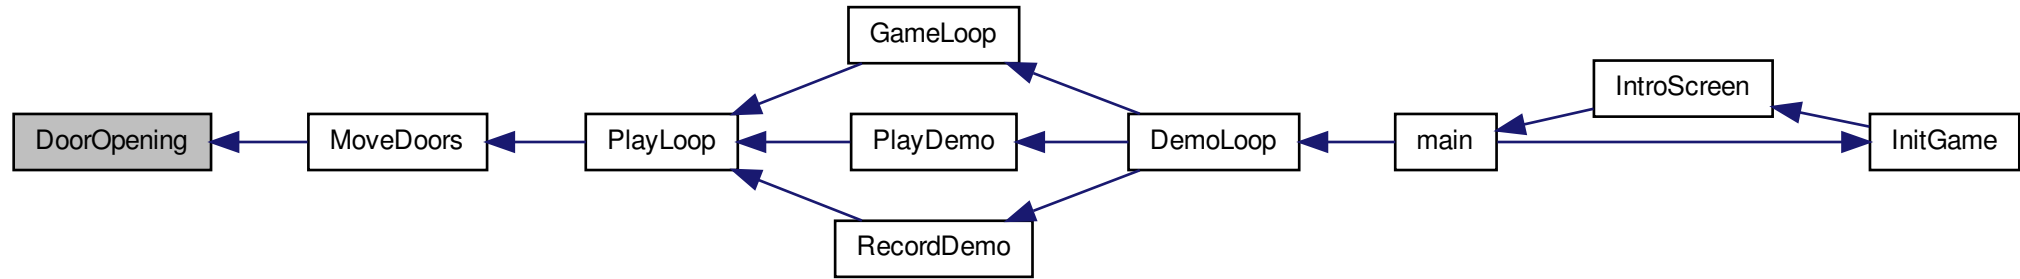 GameLoop
IntroScreen
DoorOpening
MoveDoors
PlayLoop
PlayDemo
DemoLoop
main
InitGame
RecordDemo